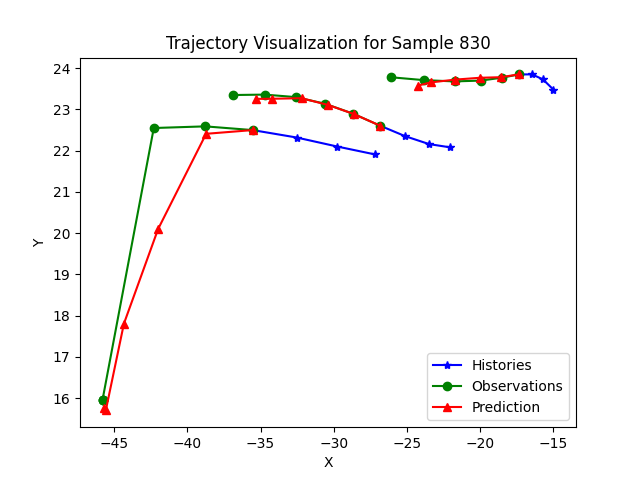 Trajectory Visualization for Sample 830
24
23
22
21
20
19
18
17
16
Y
−45
−40
−35
−30
−25
−20
−15
X
Histories
Observations
Prediction